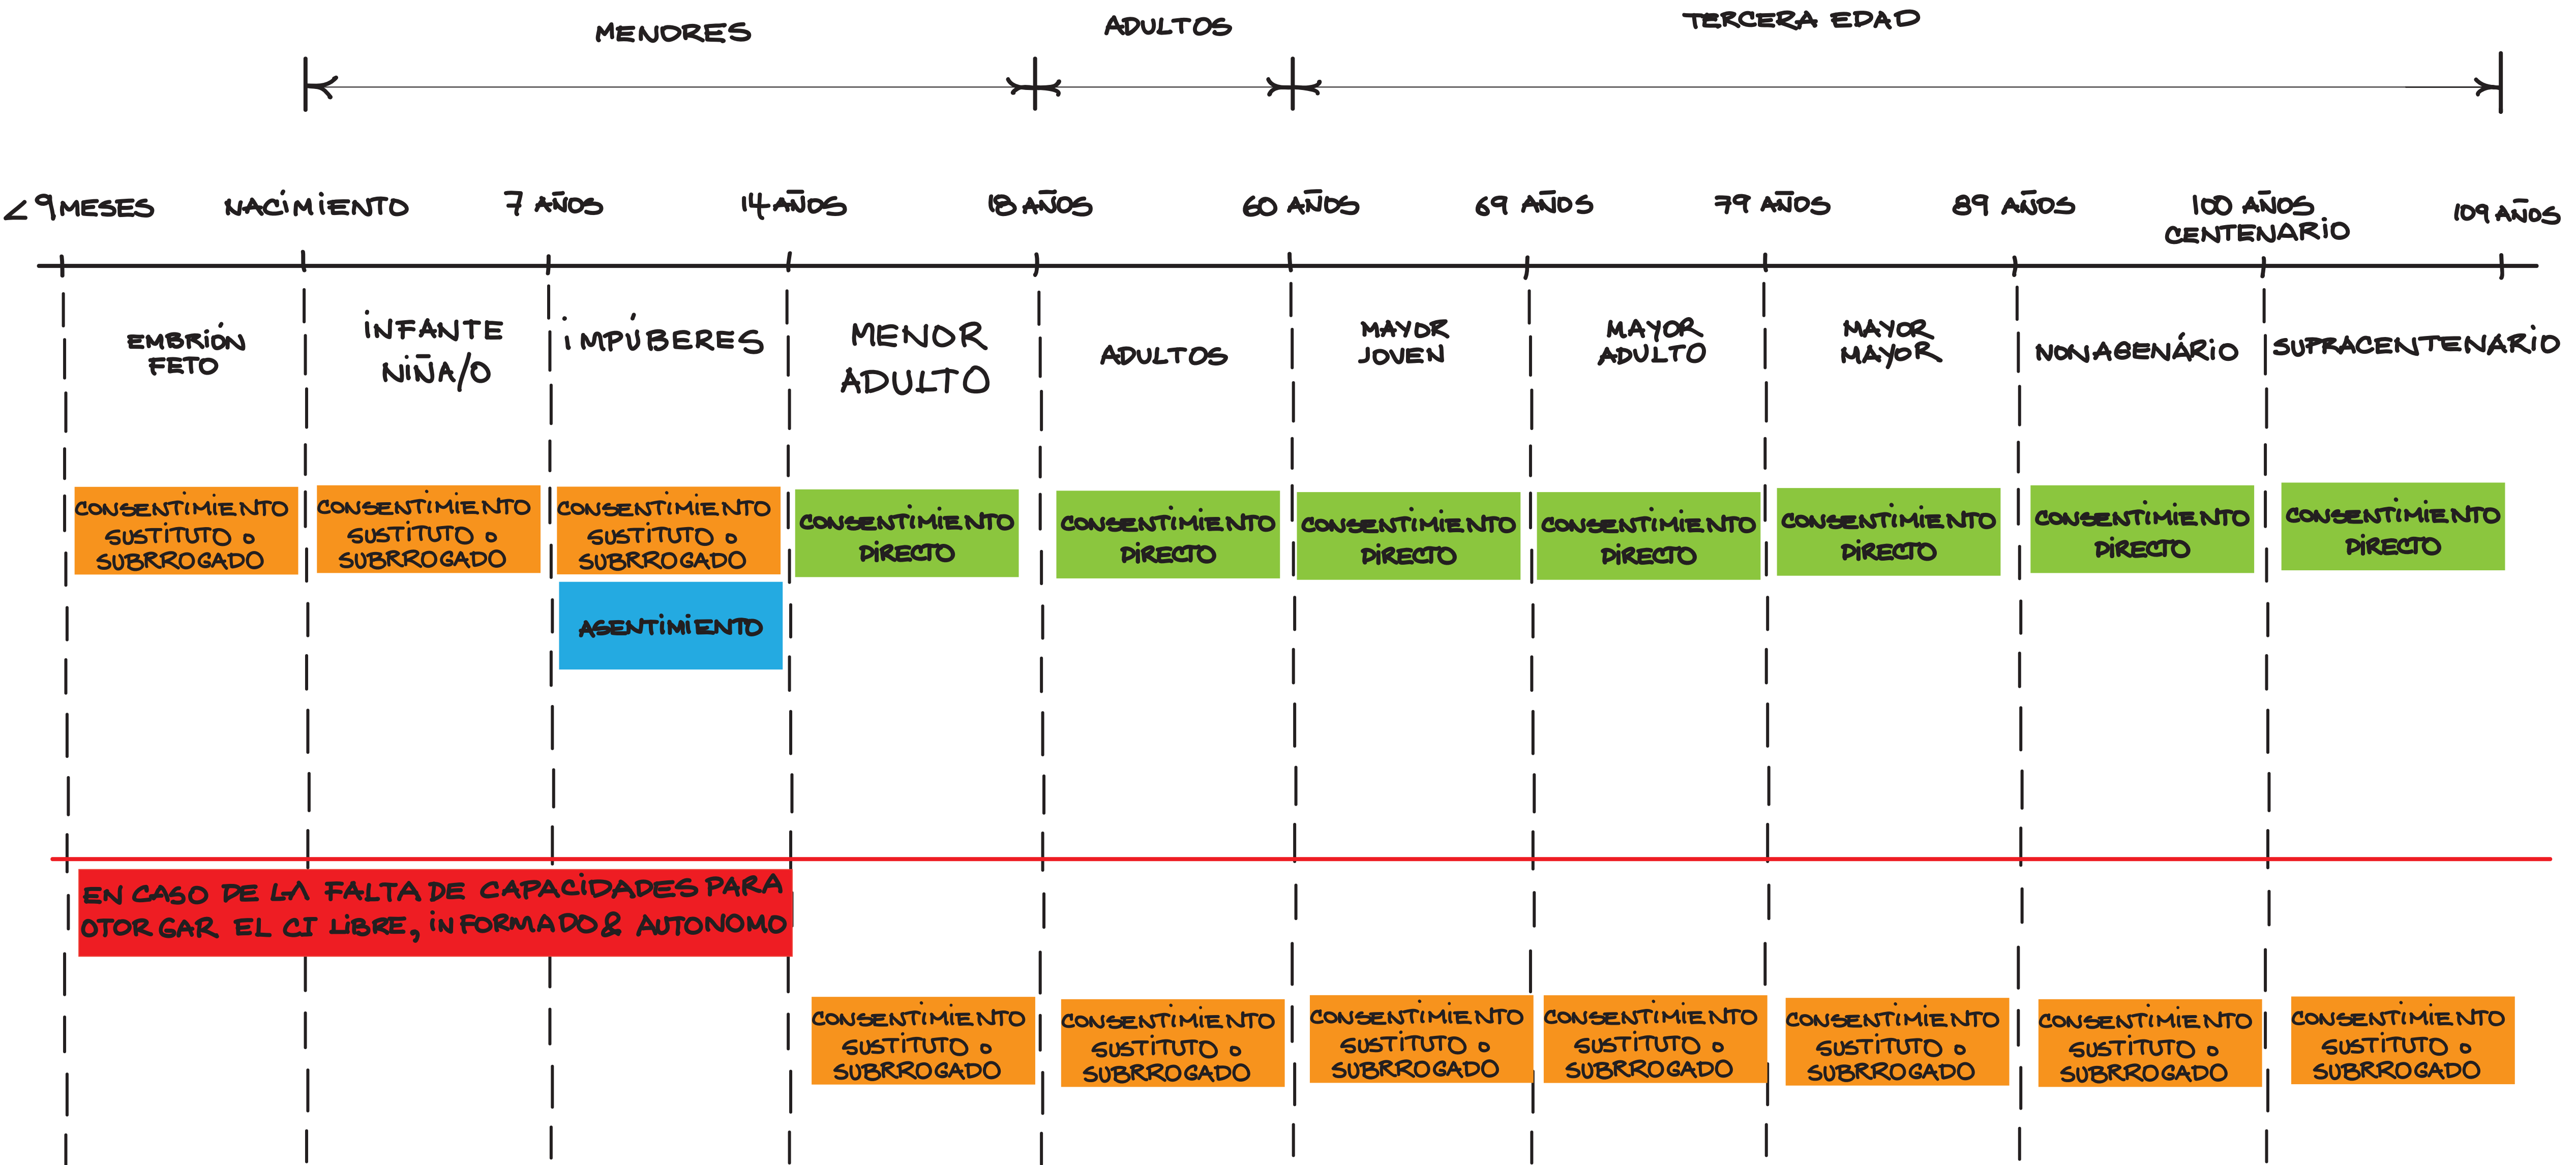 MENORES
ADULTOS
TERCERA EDAD
< 9 MESES
NACIMIENTO
7 AÑOS
14 AÑOS
18 AÑOS
60 AÑOS
69 AÑOS
79 AÑOS
89 AÑOS
100 AÑOS
CENTENARIO
109 AÑOS
EMBRIÓN
FETO
INFANTE
NIÑA/O
IMPÚBERES
MENOR
ADULTO
ADULTOS
MAYOR
JOVEN
MAYOR
ADULTO
MAYOR
MAYOR
NONAGENÁRIO
SUPRACENTENÁRIO
CONSENTIMIENTO
SUSTITUTO O
SUBRROGADO
CONSENTIMIENTO
SUSTITUTO O
SUBRROGADO
CONSENTIMIENTO
SUSTITUTO O
SUBRROGADO
CONSENTIMIENTO
DIRECTO
CONSENTIMIENTO
DIRECTO
CONSENTIMIENTO
DIRECTO
CONSENTIMIENTO
DIRECTO
CONSENTIMIENTO
DIRECTO
CONSENTIMIENTO
DIRECTO
CONSENTIMIENTO
DIRECTO
ASENTIMIENTO
EN CASO DE LA FALTA DE CAPACIDADES PARA
OTORGAR EL CI LIBRE, INFORMADO & AUTONOMO
CONSENTIMIENTO
SUSTITUTO O
SUBRROGADO
CONSENTIMIENTO
SUSTITUTO O
SUBRROGADO
CONSENTIMIENTO
SUSTITUTO O
SUBRROGADO
CONSENTIMIENTO
SUSTITUTO O
SUBRROGADO
CONSENTIMIENTO
SUSTITUTO O
SUBRROGADO
CONSENTIMIENTO
SUSTITUTO O
SUBRROGADO
CONSENTIMIENTO
SUSTITUTO O
SUBRROGADO